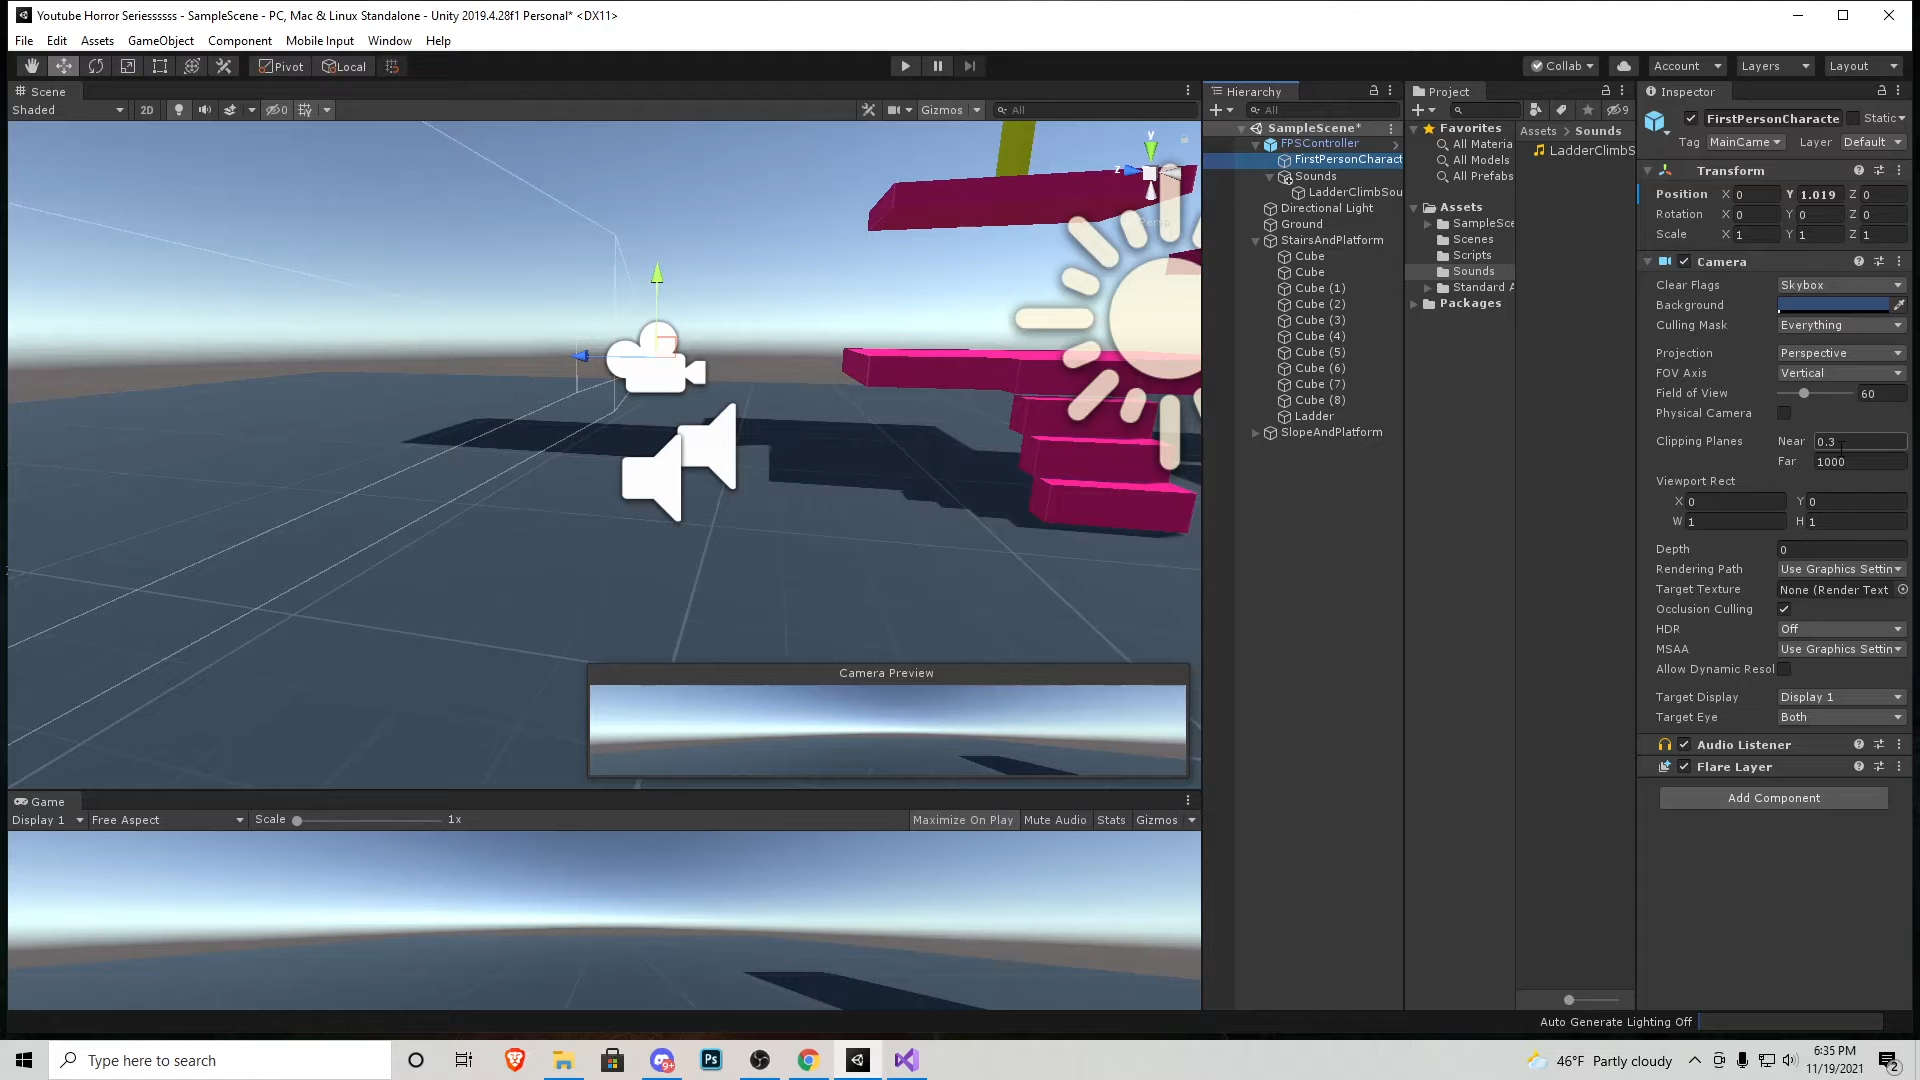 Youtube Horror Seriessssss - SampleScene - PC, Mac & Linux Standalone - Unity 2019.4.28f1 Personal* <DX11>
File Edit Assets GameObject Component Mobile Input Window Help
Pivot Local Collab Account Layers Layout
Scene
Shaded 2D 0 Gizmos All
y
z
Persp
Camera Preview
Game
Display 1 Free Aspect Scale 1x Maximize On Play Mute Audio Stats Gizmos
Hierarchy
All
SampleScene*
FPSController
FirstPersonCharact
Sounds
LadderClimbSou
Directional Light
Ground
StairsAndPlatform
Cube
Cube
Cube (1)
Cube (2)
Cube (3)
Cube (4)
Cube (5)
Cube (6)
Cube (7)
Cube (8)
Ladder
SlopeAndPlatform
Project
9
Favorites
All Materia
All Models
All Prefabs
Assets
SampleSce
Scenes
Scripts
Sounds
Standard A
Packages
Assets Sounds
LadderClimbS
Inspector
FirstPersonCharacte Static
Tag MainCame Layer Default
Transform
Position X 0 Y 1.019 Z 0
Rotation X 0 Y 0 Z 0
Scale X 1 Y 1 Z 1
Camera
Clear Flags Skybox
Background
Culling Mask Everything
Projection Perspective
FOV Axis Vertical
Field of View 60
Physical Camera
Clipping Planes Near 0.3
Far 1000
Viewport Rect
X 0 Y 0
W 1 H 1
Depth 0
Rendering Path Use Graphics Settin
Target Texture None (Render Text
Occlusion Culling
HDR Off
MSAA Use Graphics Settin
Allow Dynamic Resol
Target Display Display 1
Target Eye Both
Audio Listener
Flare Layer
Add Component
Auto Generate Lighting Off
Type here to search
9+
Ps
46°F Partly cloudy
6:35 PM
11/19/2021
2